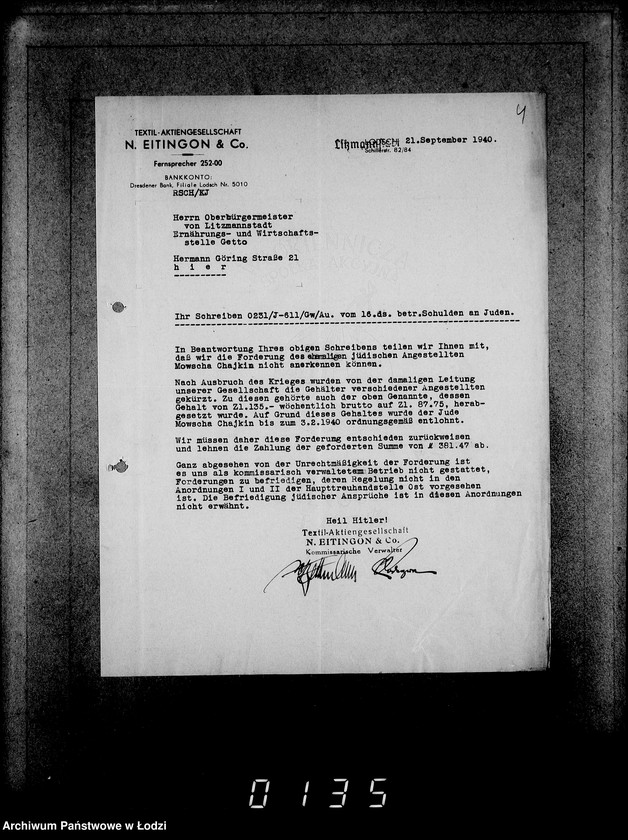 4
TEXTIL-AKTIENGESELLSCHAFT
N. EITINGON & Co.
Fernsprecher 252-00
BANKKONTO:
Dresdener Bank, Filiale Lodsch Nr. 5010
RSCH/KJ
Litzmannstadt 21.September 1940.
Schillerstr. 82/84
Herrn Oberbürgermeister
von Litzmannstadt
Ernährungs- und Wirtschafts-
stelle Getto
Hermann Göring Straße 21
h i e r
Ihr Schreiben 0231/J-611/Gw/Au. vom 16.ds. betr.Schulden an Juden.
In Beantwortung Ihres obigen Schreibens teilen wir Ihnen mit,
daß wir die Forderung des ehmaligen jüdischen Angestellten
Mowscha Chajkin nicht anerkennen können.
Nach Ausbruch des Krieges wurden von der damaligen Leitung
unserer Gesellschaft die Gehälter verschiedener Angestellten
gekürzt. Zu diesen gehörte auch der oben Genannte, dessen
Gehalt von Zl.135.- wöchentlich brutto auf Zl. 87.75, herab-
gesetzt wurde. Auf Grund dieses Gehaltes wurde der Jude
Mowscha Chajkin bis zum 3.2.1940 ordnungsgemäß entlohnt.
Wir müssen daher diese Forderung entschieden zurückweisen
und lehnen die Zahlung der geforderten Summe von 381.47 ab.
Ganz abgesehen von der Unrechtmäßigkeit der Forderung ist
es uns als kommissarisch verwaltetem Betrieb nicht gestattet,
Forderungen zu befriedigen, deren Regelung nicht in den
Anordnungen I und II der Haupttreuhandstelle Ost vorgesehen
ist. Die Befriedigung jüdischer Ansprüche ist in diesen Anordnungen
nicht erwähnt.
Heil Hitler!
Textil-Aktiengesellschaft
N. EITINGON & Co.
Kommissarische Verwalter
0135
Archiwum Państwowe w Łodzi